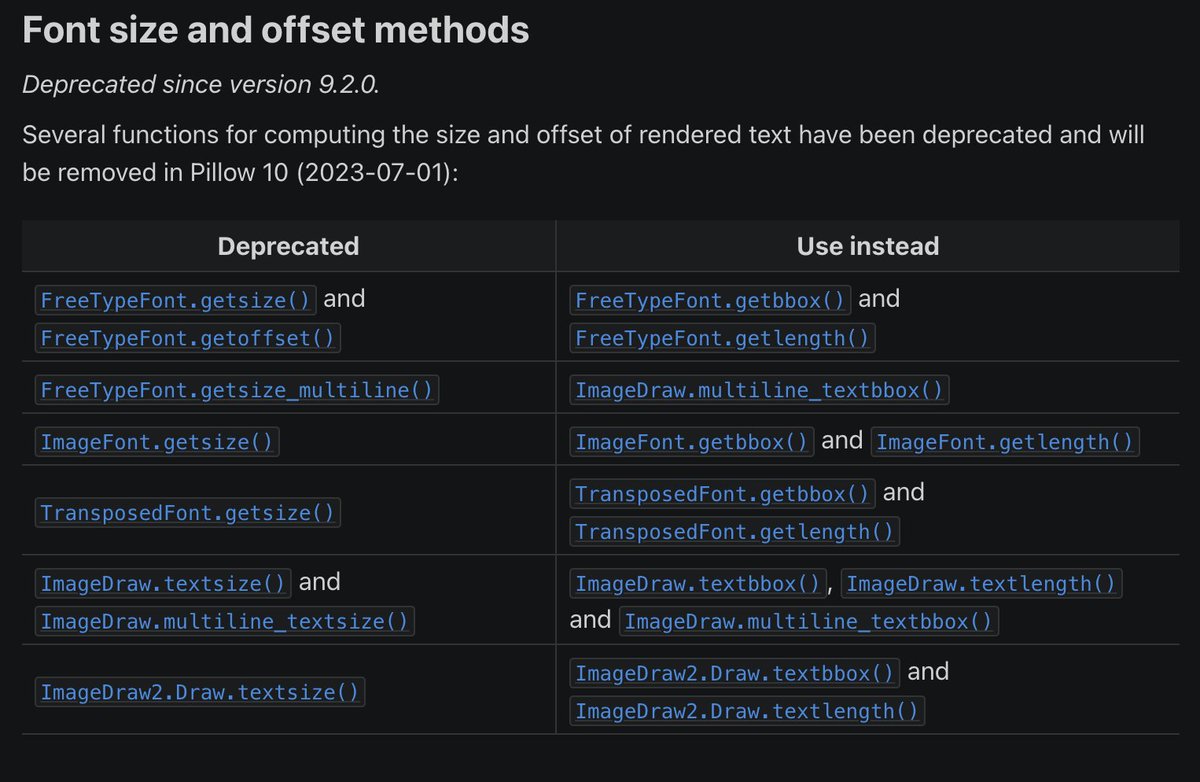 Font size and offset methods
Deprecated since version 9.2.0.
Several functions for computing the size and offset of rendered text have been deprecated and will
be removed in Pillow 10 (2023-07-01):
Deprecated Use instead
FreeTypeFont.getsize() and
FreeTypeFont.getoffset()
FreeTypeFont.getbbox() and
FreeTypeFont.getlength()
FreeTypeFont.getsize_multiline() ImageDraw.multiline_textbbox()
ImageFont.getsize() ImageFont.getbbox() and ImageFont.getlength()
TransposedFont.getsize()
TransposedFont.getbbox() and
TransposedFont.getlength()
ImageDraw.textsize() and
ImageDraw.multiline_textsize()
ImageDraw.textbbox(), ImageDraw.textlength()
and ImageDraw.multiline_textbbox()
ImageDraw2.Draw.textsize()
ImageDraw2.Draw.textbbox() and
ImageDraw2.Draw.textlength()